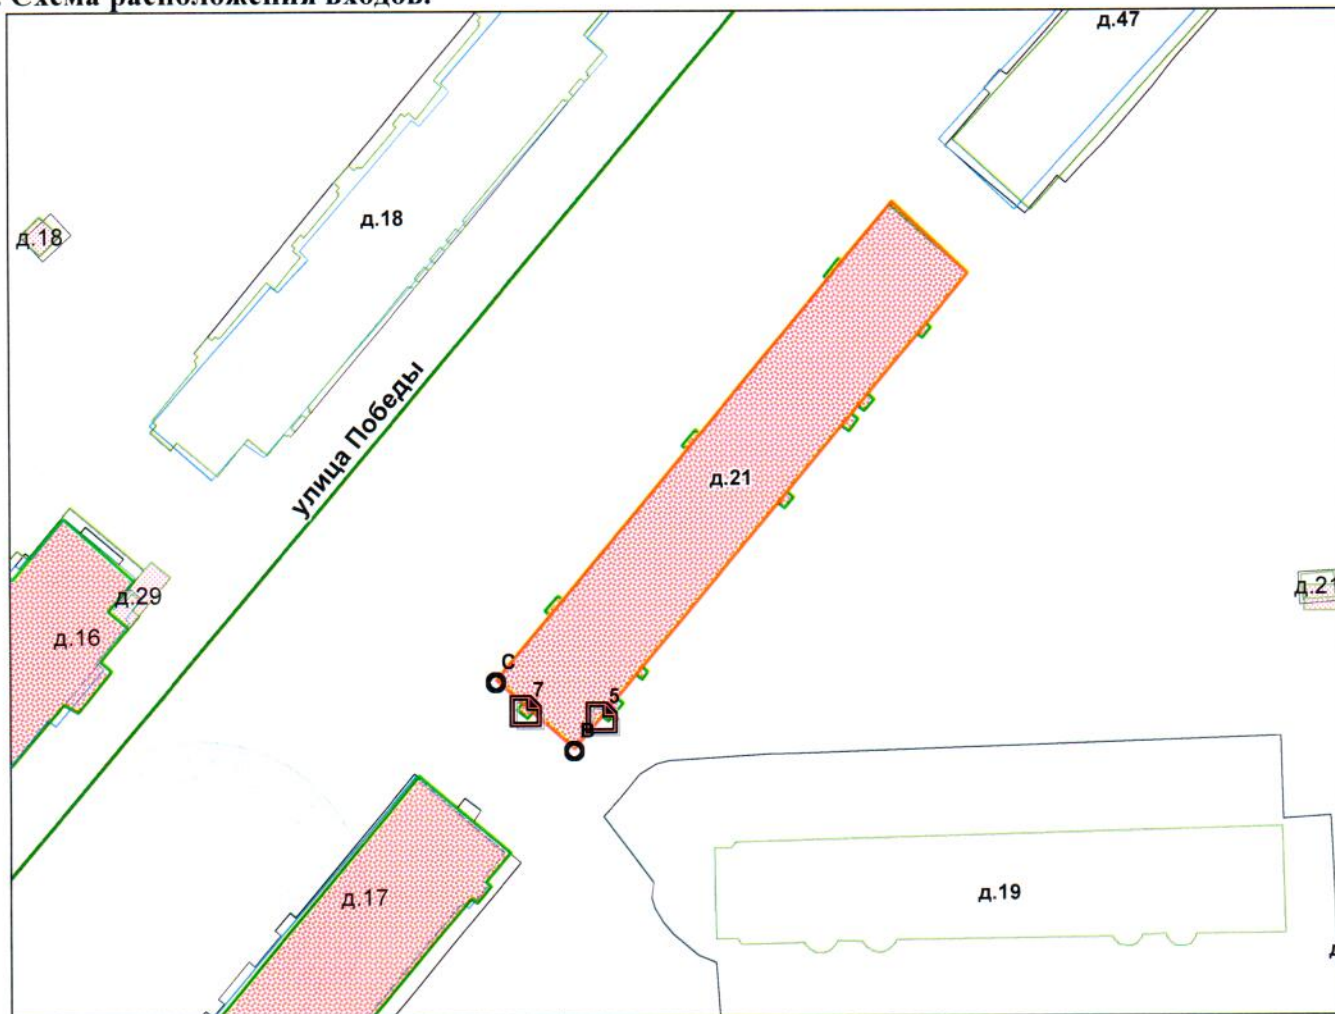 Схема расположения входов.
д.47
д.18
д.18
улица Победы
д.21
д.21
д.29
д.16
С
7
5
д.17
д.19